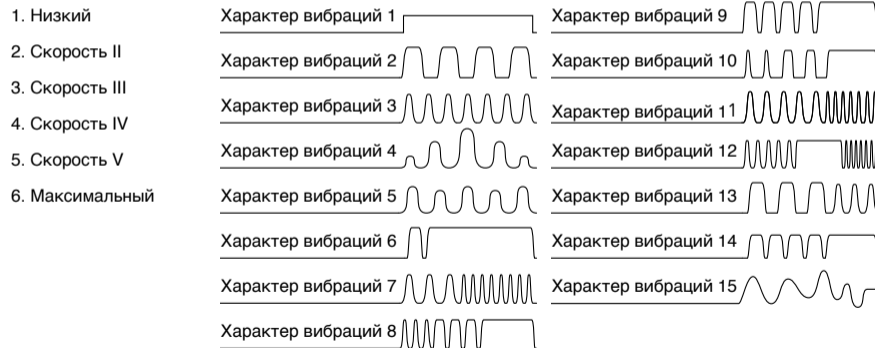 1. Низкий
2. Скорость II
3. Скорость III
4. Скорость IV
5. Скорость V
6. Максимальный
Характер вибраций 1
Характер вибраций 2
Характер вибраций 3
Характер вибраций 4
Характер вибраций 5
Характер вибраций 6
Характер вибраций 7
Характер вибраций 8
Характер вибраций 9
Характер вибраций 10
Характер вибраций 11
Характер вибраций 12
Характер вибраций 13
Характер вибраций 14
Характер вибраций 15